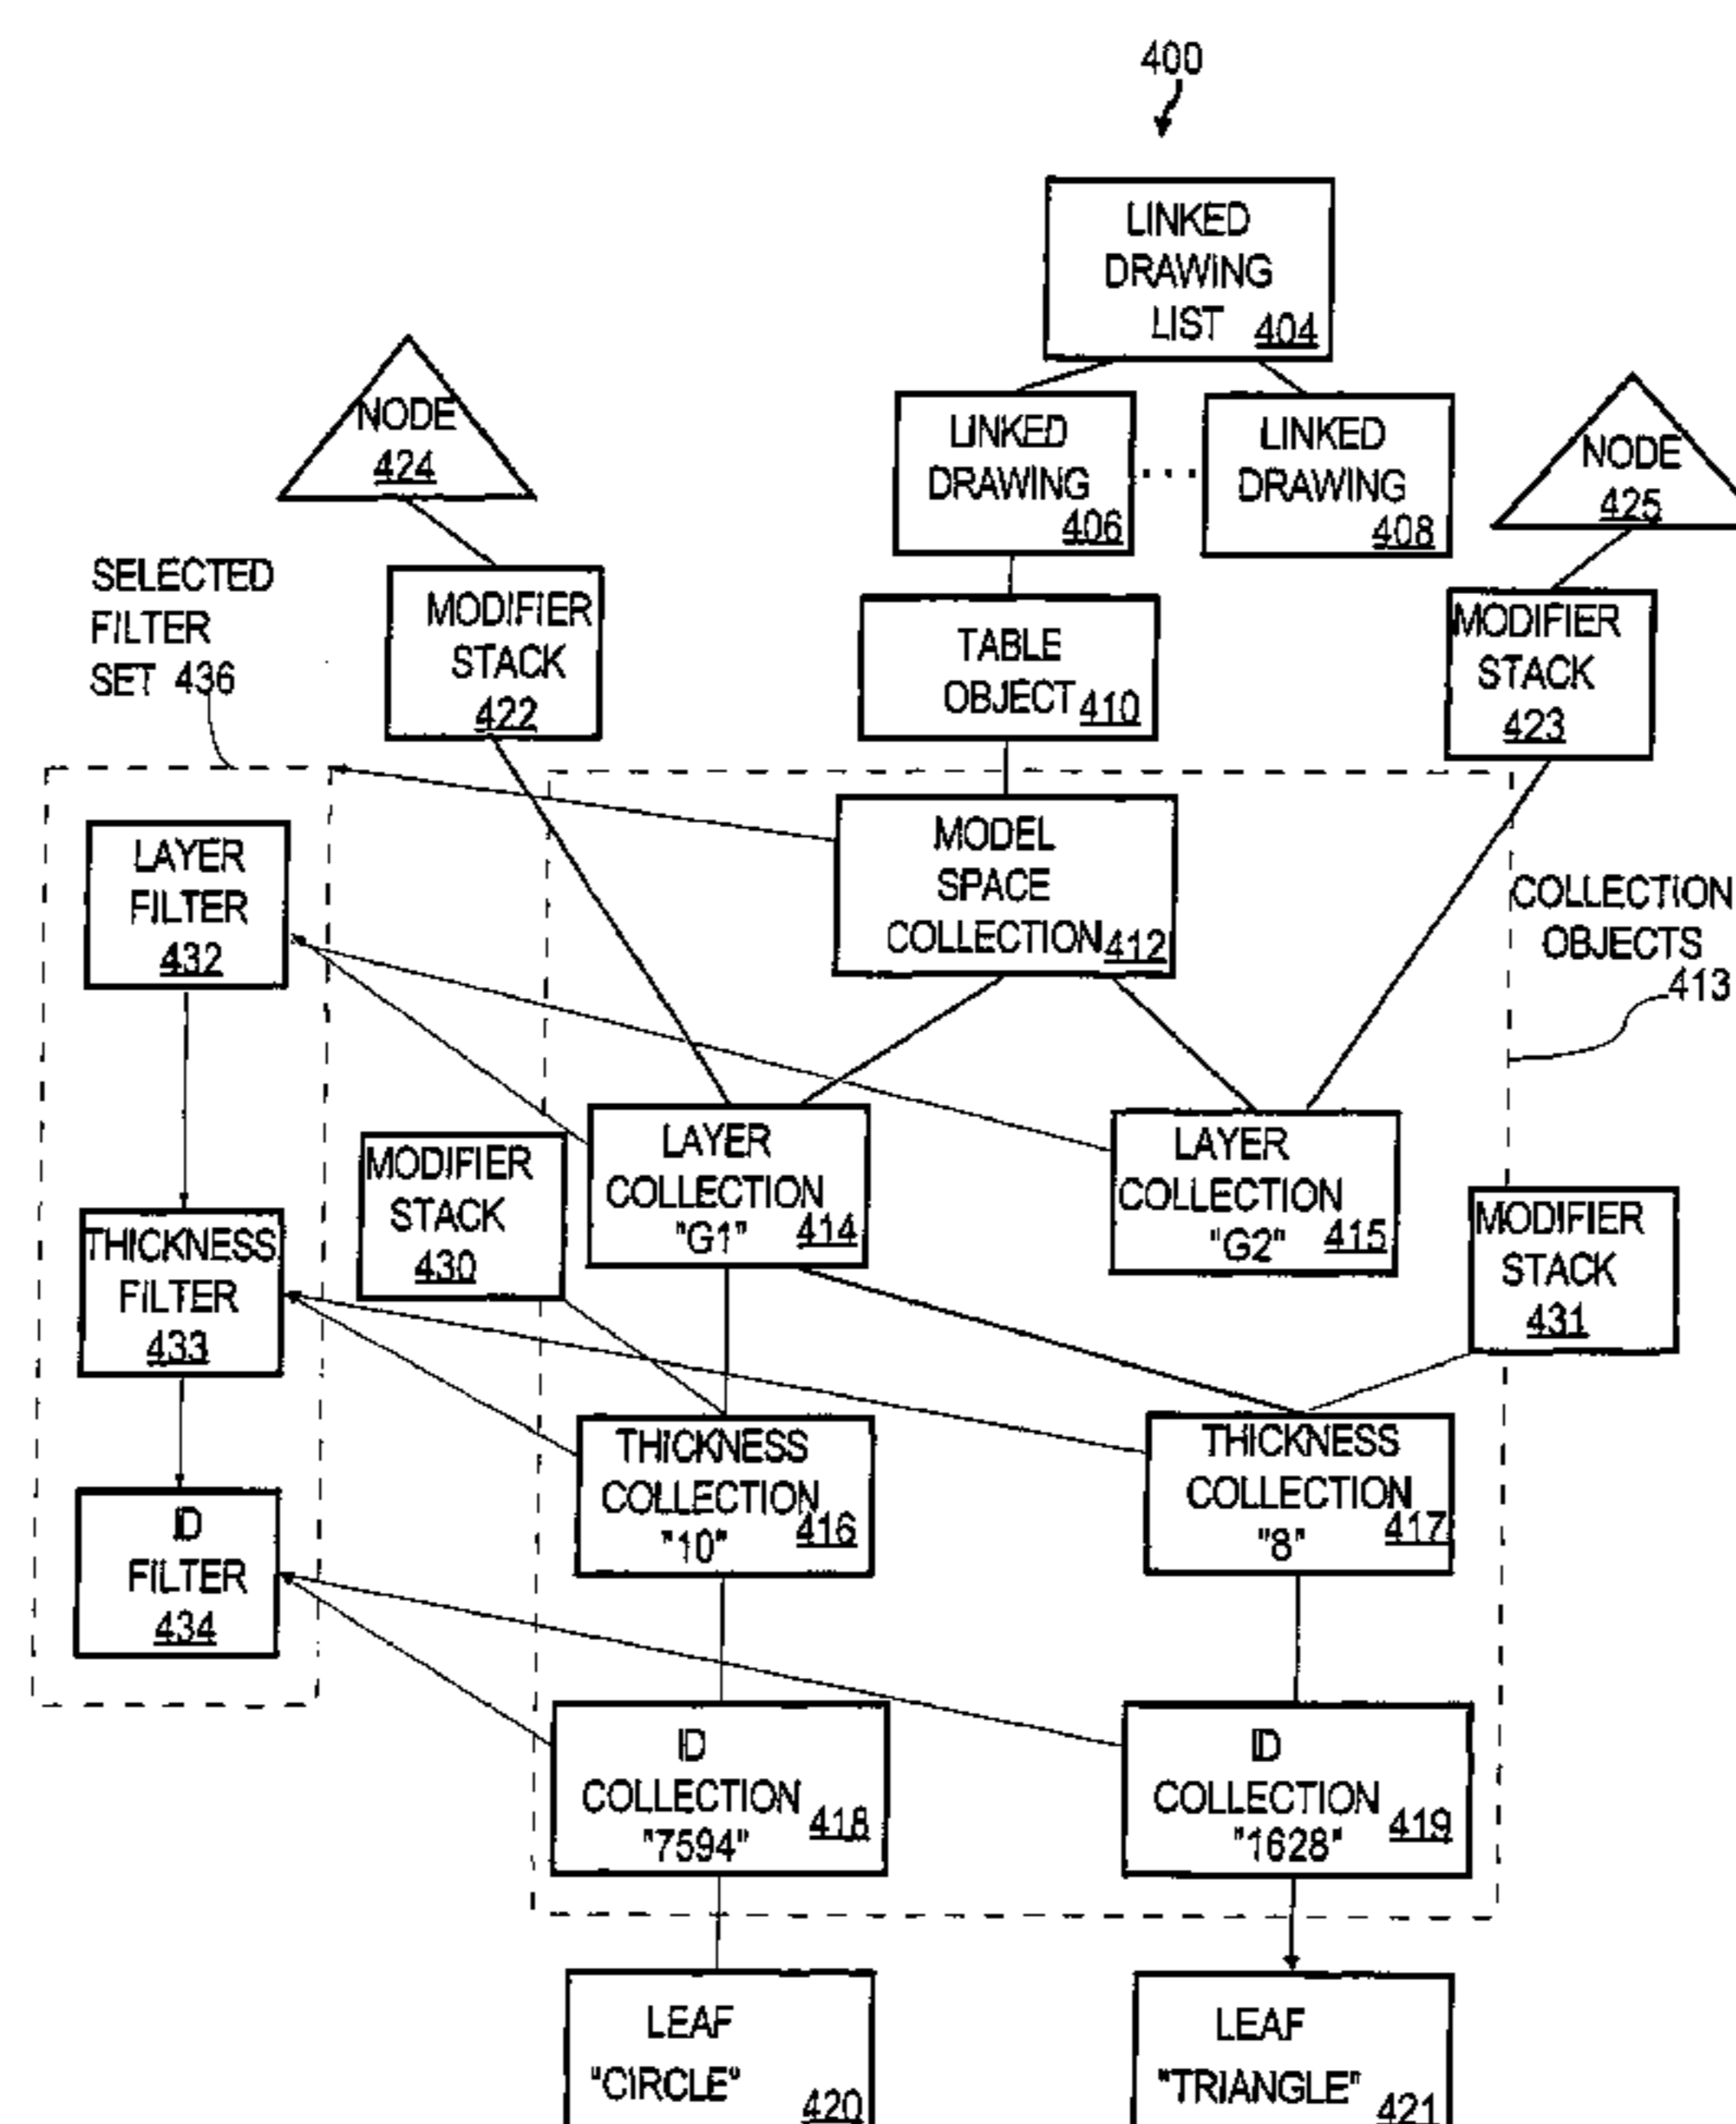 400
LINKED
DRAWING
LIST 404
NODE
424
LINKED
DRAWING
406
...
LINKED
DRAWING
408
NODE
425
SELECTED
FILTER
SET 436
MODIFIER
STACK
422
TABLE
OBJECT 410
MODIFIER
STACK
423
LAYER
FILTER
432
MODEL
SPACE
COLLECTION 412
COLLECTION
OBJECTS
413
MODIFIER
STACK
430
LAYER
COLLECTION
"G1" 414
LAYER
COLLECTION
"G2" 415
MODIFIER
STACK
431
THICKNESS
FILTER
433
THICKNESS
COLLECTION
"10" 416
THICKNESS
COLLECTION
"8" 417
ID
FILTER
434
ID
COLLECTION
"7594" 418
ID
COLLECTION
"1628" 419
LEAF
"CIRCLE"
420
LEAF
"TRIANGLE"
421